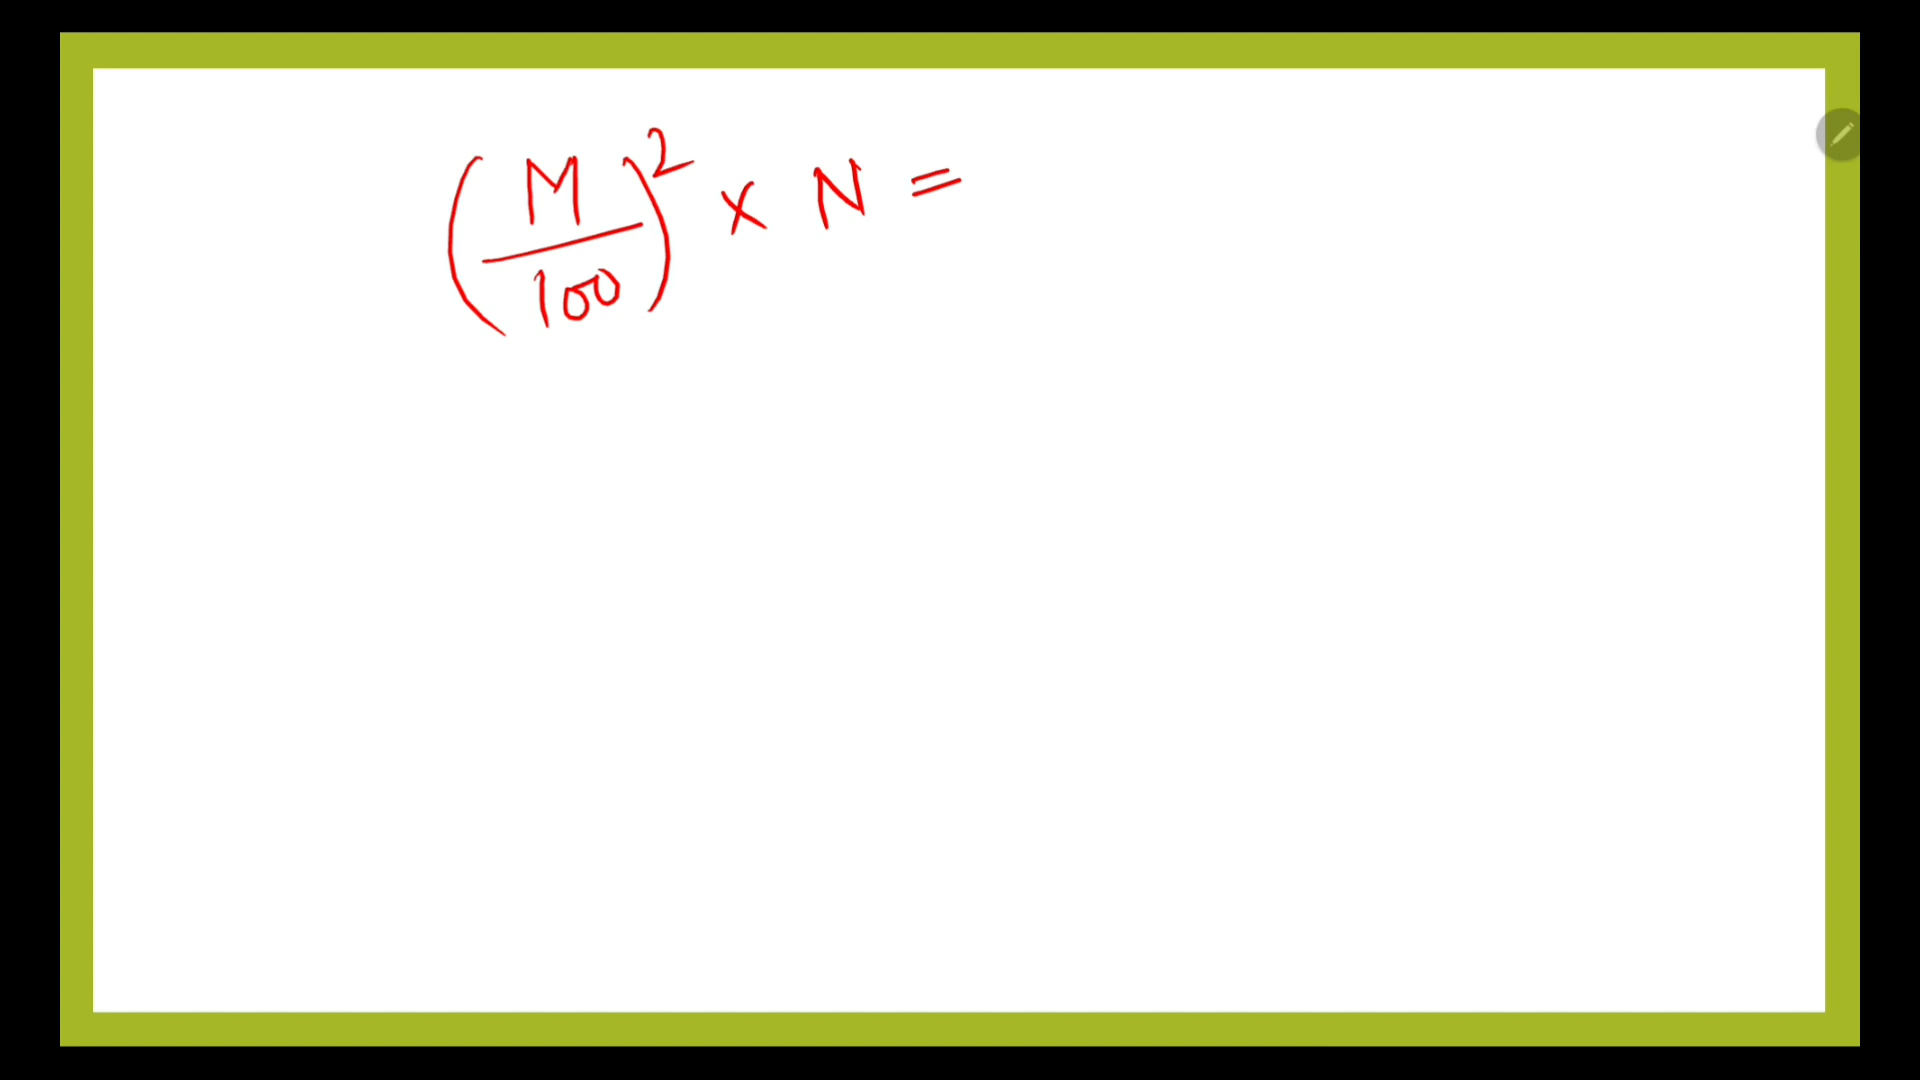 (M/100)² × N =